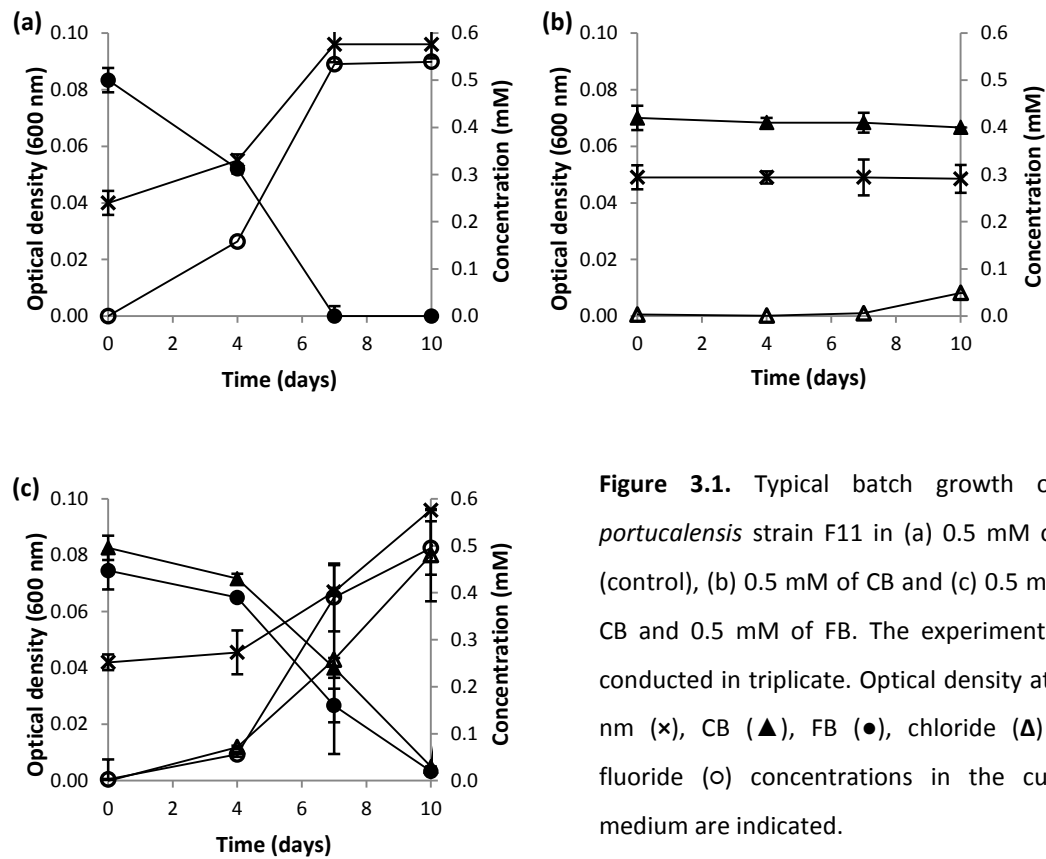 (a)
0.10
0.08
0.06
0.04
0.02
0.00
Optical density (600 nm)
0.6
0.5
0.4
0.3
0.2
0.1
0.0
Concentration (mM)
0 2 4 6 8 10
Time (days)
(b)
0.10
0.08
0.06
0.04
0.02
0.00
Optical density (600 nm)
0.6
0.5
0.4
0.3
0.2
0.1
0.0
Concentration (mM)
0 2 4 6 8 10
Time (days)
(c)
0.10
0.08
0.06
0.04
0.02
0.00
Optical density (600 nm)
0.6
0.5
0.4
0.3
0.2
0.1
0.0
Concentration (mM)
0 2 4 6 8 10
Time (days)
Figure 3.1. Typical batch growth o
portucalensis strain F11 in (a) 0.5 mM o
(control), (b) 0.5 mM of CB and (c) 0.5 m
CB and 0.5 mM of FB. The experiment
conducted in triplicate. Optical density at
nm (×), CB (▲), FB (●), chloride (Δ)
fluoride (○) concentrations in the cu
medium are indicated.